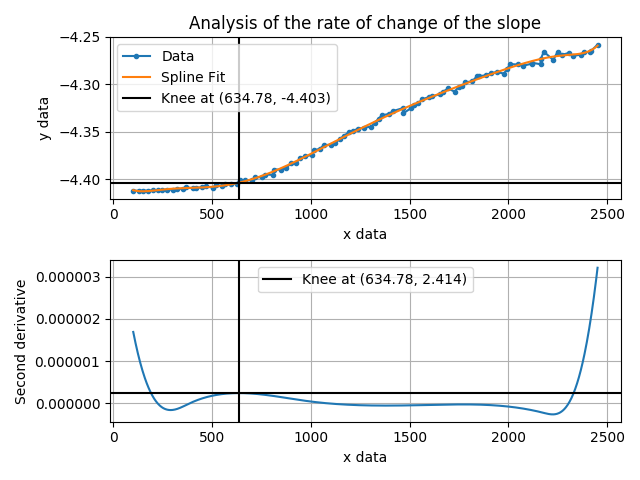 Analysis of the rate of change of the slope
−4.25
−4.30
−4.35
−4.40
y data
Data
Spline Fit
Knee at (634.78, -4.403)
0 500 1000 1500 2000 2500
x data
0.000003
0.000002
0.000001
0.000000
Second derivative
Knee at (634.78, 2.414)
0 500 1000 1500 2000 2500
x data